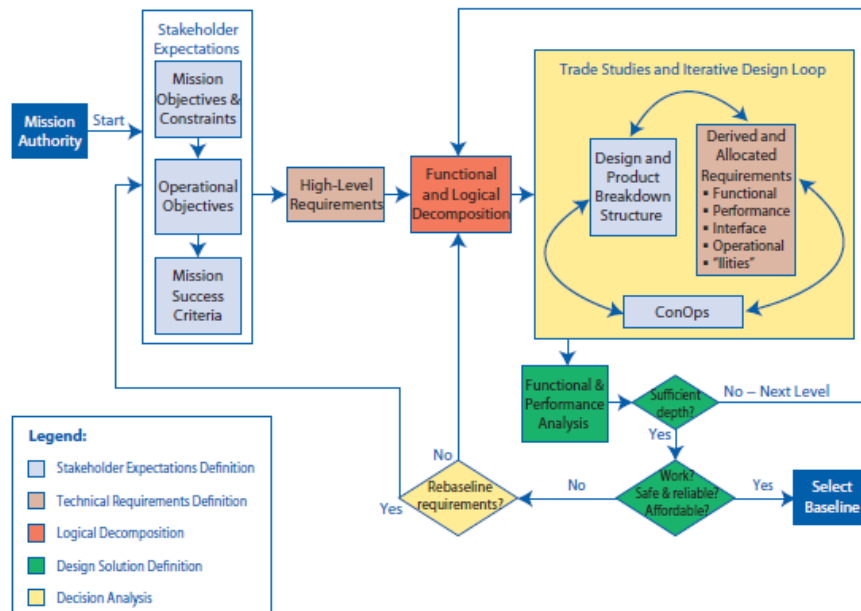 Stakeholder
Expectations
Mission
Objectives &
Constraints
Mission
Authority
Start
Operational
Objectives
Mission
Success
Criteria
High-Level
Requirements
Functional
and Logical
Decomposition
Trade Studies and Iterative Design Loop
Design and
Product
Breakdown
Structure
Derived and
Allocated
Requirements
▪ Functional
▪ Performance
▪ Interface
▪ Operational
▪ “Ilities”
ConOps
Functional &
Performance
Analysis
Sufficient
depth?
No – Next Level
Yes
Work?
Safe & reliable?
Affordable?
Yes
Select
Baseline
No
Rebaseline
requirements?
No
Yes
Legend:
Stakeholder Expectations Definition
Technical Requirements Definition
Logical Decomposition
Design Solution Definition
Decision Analysis